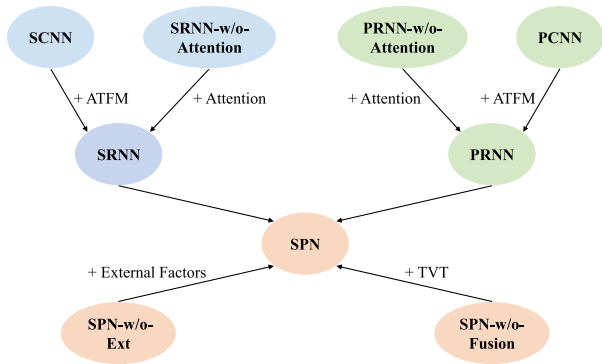 SCNN
SRNN-w/o-
Attention
PRNN-w/o-
Attention
PCNN
+ ATFM
+ Attention
+ Attention
+ ATFM
SRNN
PRNN
SPN
+ External Factors
+ TVT
SPN-w/o-
Ext
SPN-w/o-
Fusion